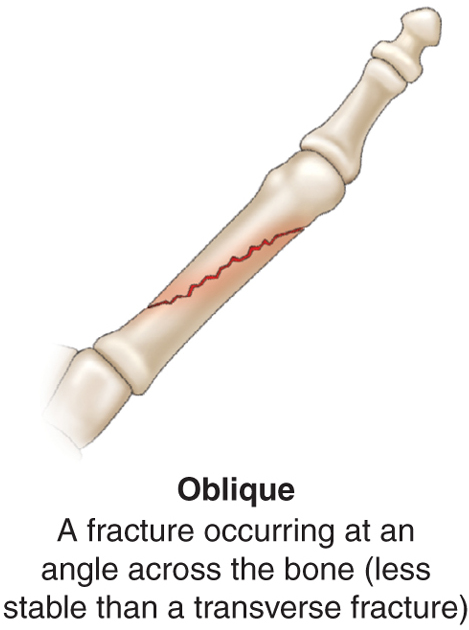 Oblique
A fracture occurring at an
angle across the bone (less
stable than a transverse fracture)